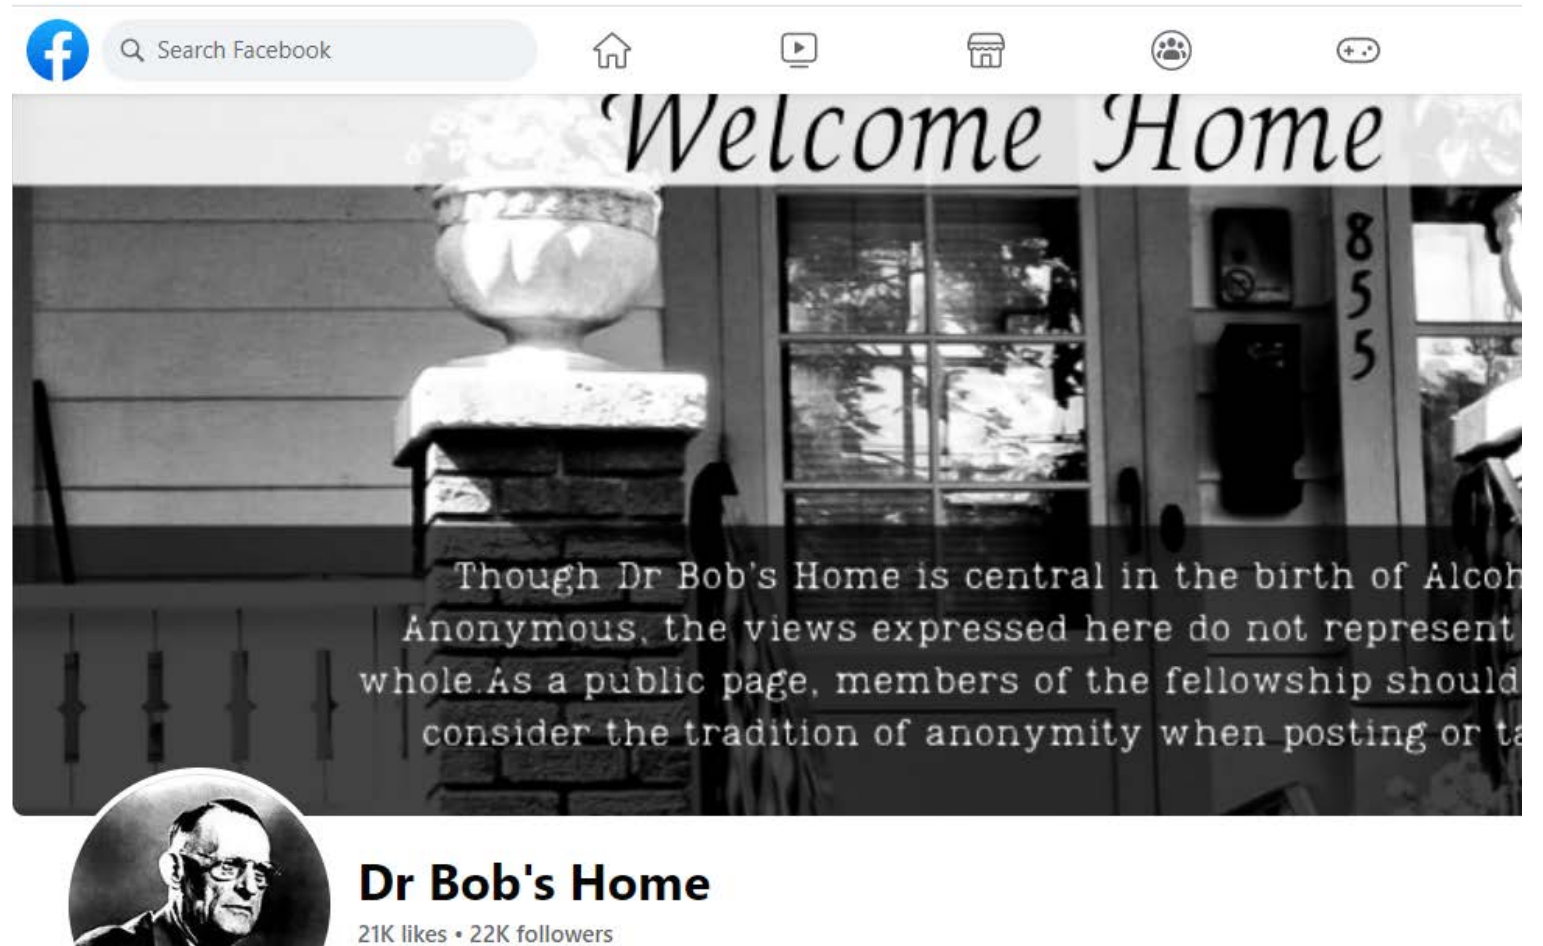 Search Facebook
Welcome Home
855
Though Dr Bob's Home is central in the birth of Alcoh
Anonymous, the views expressed here do not represent
whole.As a public page, members of the fellowship should
consider the tradition of anonymity when posting or ta
Dr Bob's Home
21K likes • 22K followers